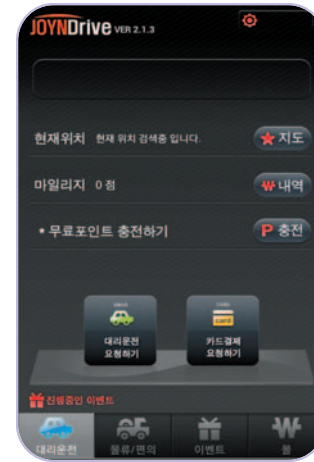 JOYNDrive VER 2.1.3
현재위치 현재 위치 검색중 입니다. 지도
마일리지 0 점 ₩ 내역
* 무료포인트 충전하기 P 충전
대리운전
요청하기
card
카드결제
요청하기
진행중인 이벤트
대리운전 물류/편의 이벤트 몰